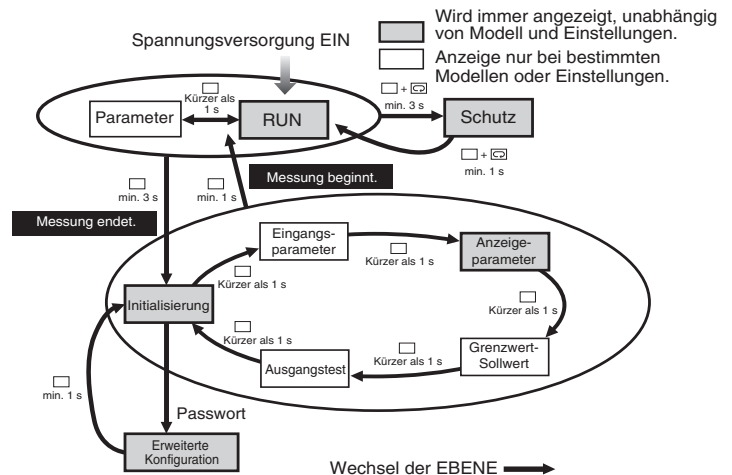 Wird immer angezeigt, unabhängig
von Modell und Einstellungen.
Anzeige nur bei bestimmten
Modellen oder Einstellungen.
Spannungsversorgung EIN
Parameter
Kürzer als
1 s
RUN
+
min. 3 s
Schutz
+
min. 1 s
min. 3 s
min. 1 s
Messung beginnt.
Messung endet.
Eingangs-
parameter
Kürzer als 1 s
Anzeige-
parameter
Kürzer als 1 s
Initialisierung
Kürzer als 1 s
Kürzer als 1 s
Ausgangstest
Kürzer als 1 s
Grenzwert-
Sollwert
min. 1 s
Passwort
Erweiterte
Konfiguration
Wechsel der EBENE